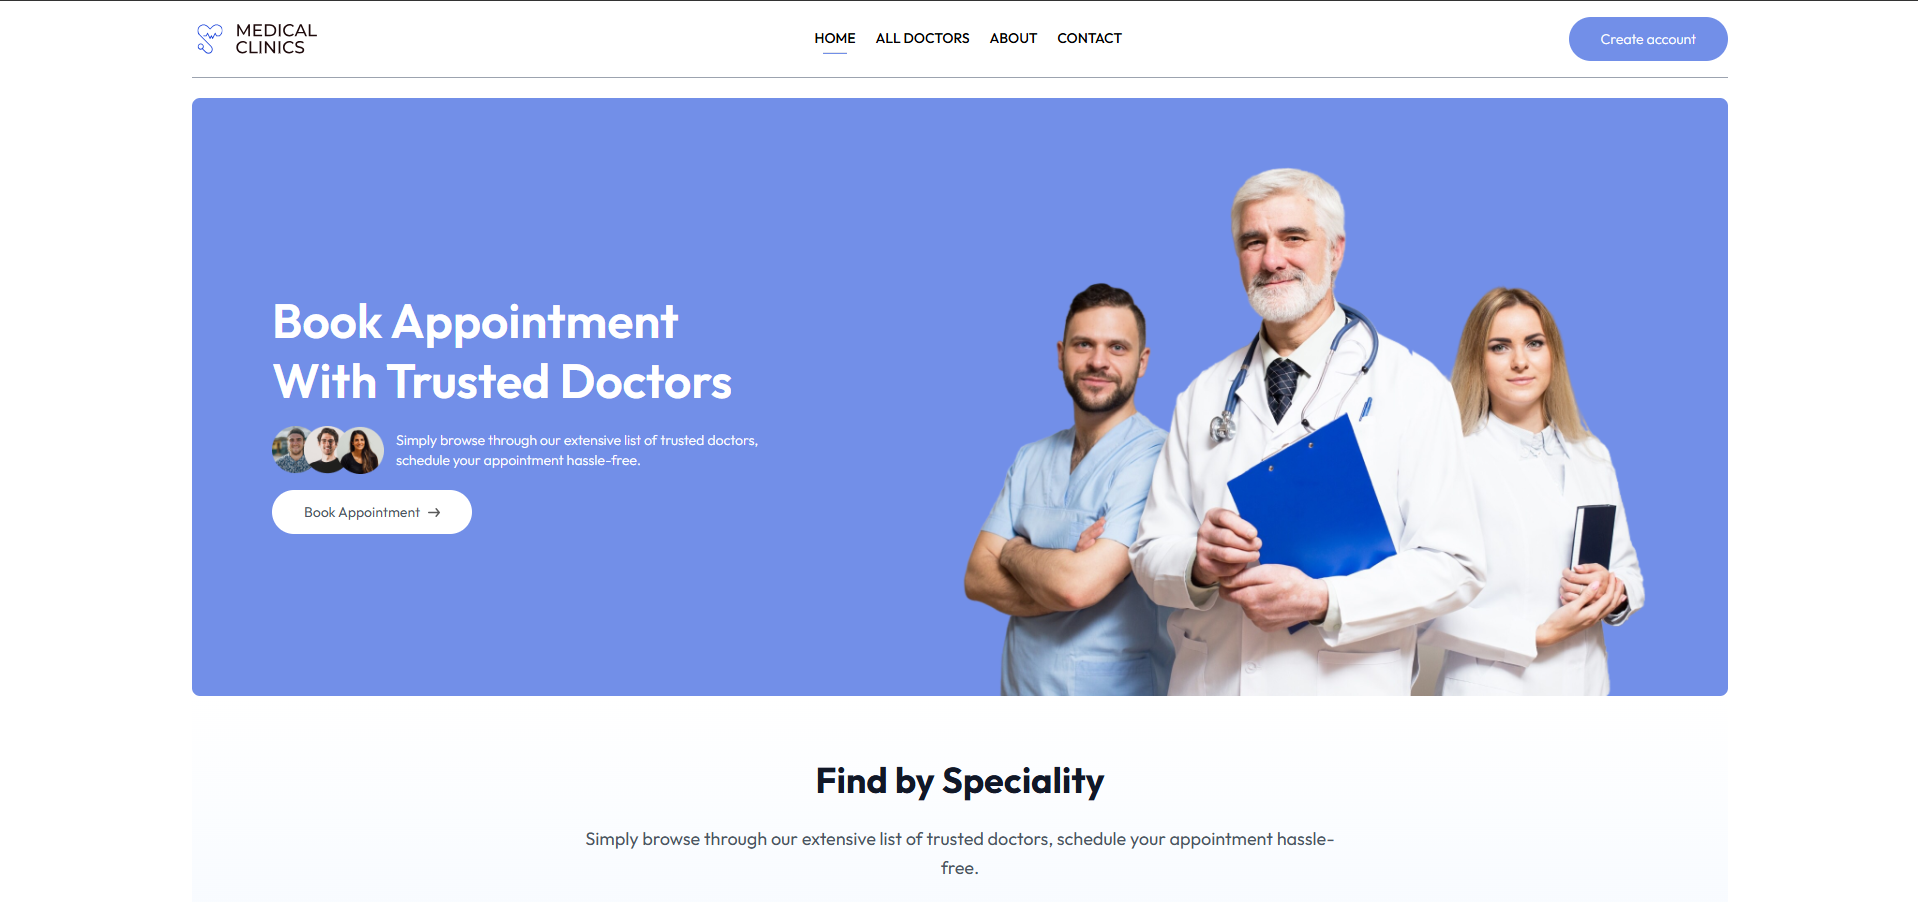 MEDICAL
CLINICS
HOME
ALL DOCTORS
ABOUT
CONTACT
Create account
Book Appointment
With Trusted Doctors
Simply browse through our extensive list of trusted doctors,
schedule your appointment hassle-free.
Book Appointment →
Find by Speciality
Simply browse through our extensive list of trusted doctors, schedule your appointment hassle-
free.